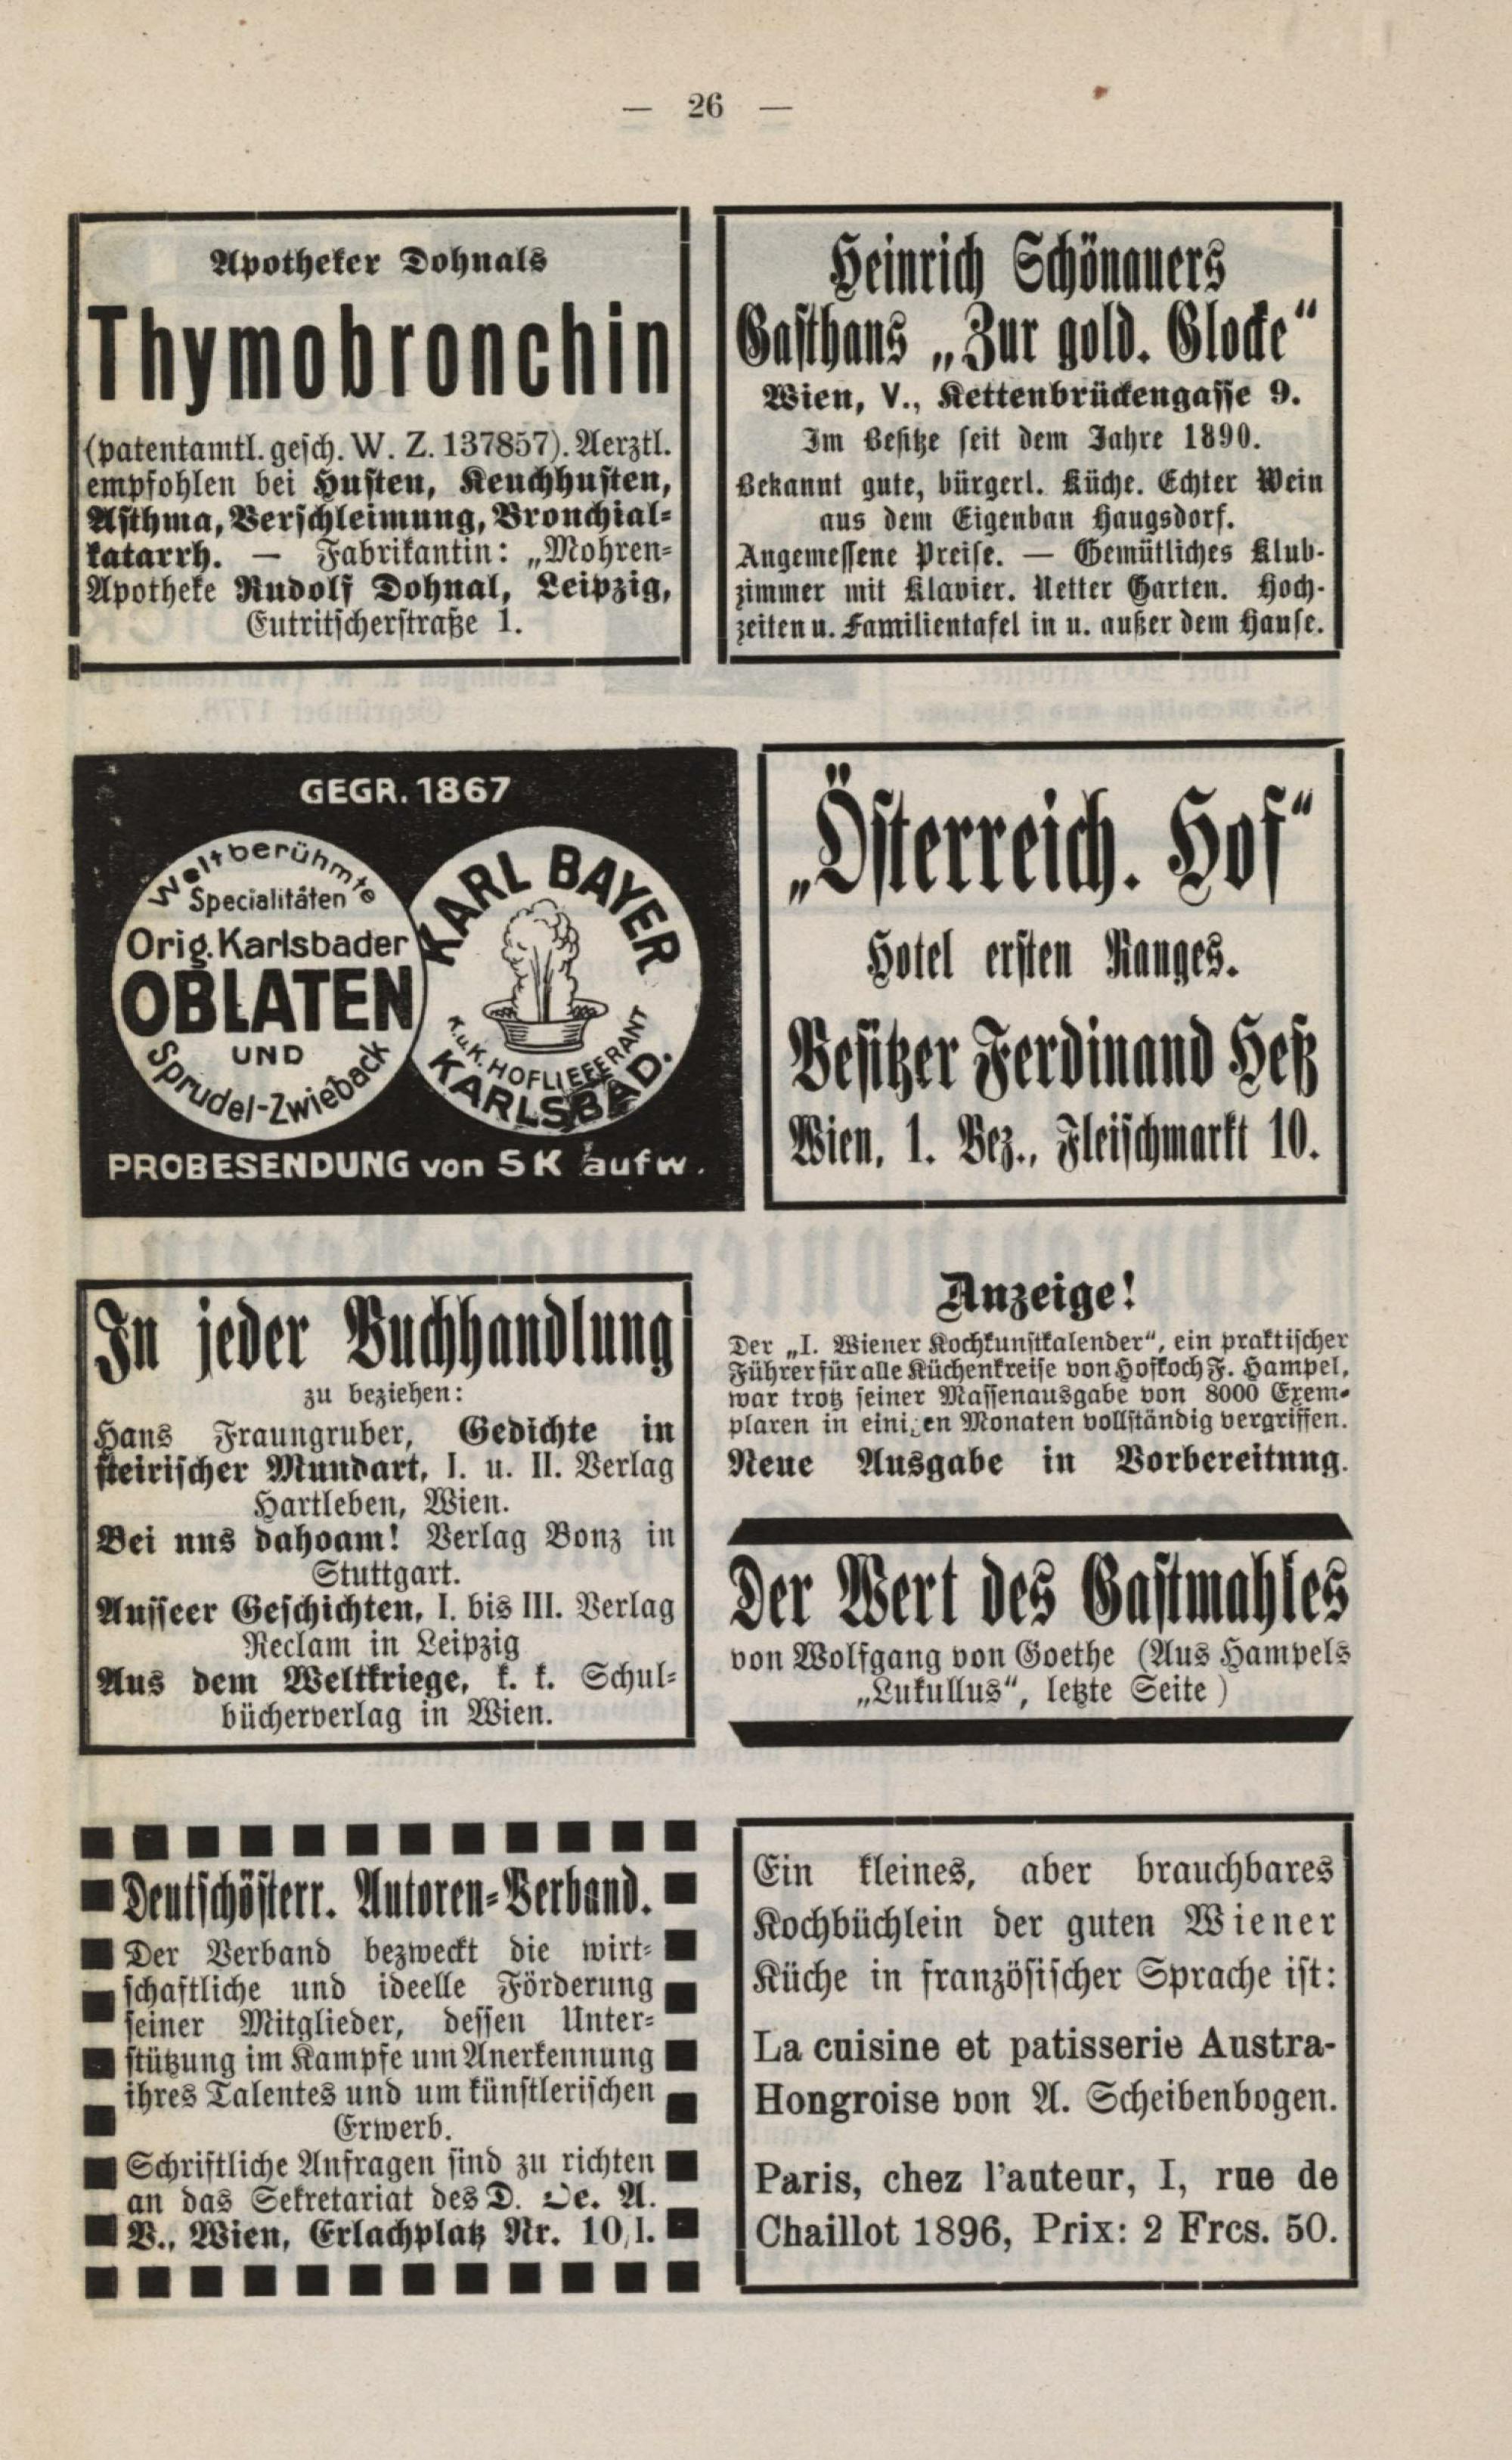 — 26 —
Apotheker Dohnals
Thymobronchin
(patentamtl. gesch. W. Z. 137857). Aerztl.
empfohlen bei Husten, Keuchhusten,
Asthma, Verschleimung, Bronchial-
katarrh. — Fabrikantin: „Mohren-
Apotheke Rudolf Dohnal, Leipzig,
Eutritscherstraße 1.
Heinrich Schönauers
Gasthaus „Zur gold. Glocke“
Wien, V., Kettenbrückengasse 9.
Im Besitze seit dem Jahre 1890.
Bekannt gute, bürgerl. Küche. Echter Wein
aus dem Eigenbau Haugsdorf.
Angemessene Preise. — Gemütliches Klub-
zimmer mit Klavier. Netter Garten. Hoch-
zeiten u. Familientafel in u. außer dem Hause.
GEGR. 1867
Weltberühmte
Specialitäten
Orig. Karlsbader
OBLATEN
UND
Sprudel-Zwieback
KARL BAYER
K.u.K. HOFLIEFERANT
KARLSBAD.
PROBESENDUNG von 5 K aufw.
„Österreich. Hof“
Hotel ersten Ranges.
Besitzer Ferdinand Heß
Wien, 1. Bez., Fleischmarkt 10.
In jeder Buchhandlung
zu beziehen:
Hans Fraungruber, Gedichte in
steirischer Mundart, I. u. II. Verlag
Hartleben, Wien.
Bei uns dahoam! Verlag Bonz in
Stuttgart.
Ausseer Geschichten, I. bis III. Verlag
Reclam in Leipzig
Aus dem Weltkriege, k. k. Schul-
bücherverlag in Wien.
Anzeige!
Der „I. Wiener Kochkunstkalender“, ein praktischer
Führer für alle Küchenkreise von Hofkoch F. Hampel,
war trotz seiner Massenausgabe von 8000 Exem-
plaren in einigen Monaten vollständig vergriffen.
Neue Ausgabe in Vorbereitung.
Der Wert des Gastmahles
von Wolfgang von Goethe (Aus Hampels
„Lukullus“, letzte Seite)
Deutschösterr. Autoren-Verband.
Der Verband bezweckt die wirt-
schaftliche und ideelle Förderung
seiner Mitglieder, dessen Unter-
stützung im Kampfe um Anerkennung
ihres Talentes und um künstlerischen
Erwerb.
Schriftliche Anfragen sind zu richten
an das Sekretariat des D. Oe. A.
V., Wien, Erlachplatz Nr. 10/I.
Ein kleines, aber brauchbares
Kochbüchlein der guten Wiener
Küche in französischer Sprache ist:
La cuisine et patisserie Austra-
Hongroise von A. Scheibenbogen.
Paris, chez l'auteur, I, rue de
Chaillot 1896, Prix: 2 Frcs. 50.